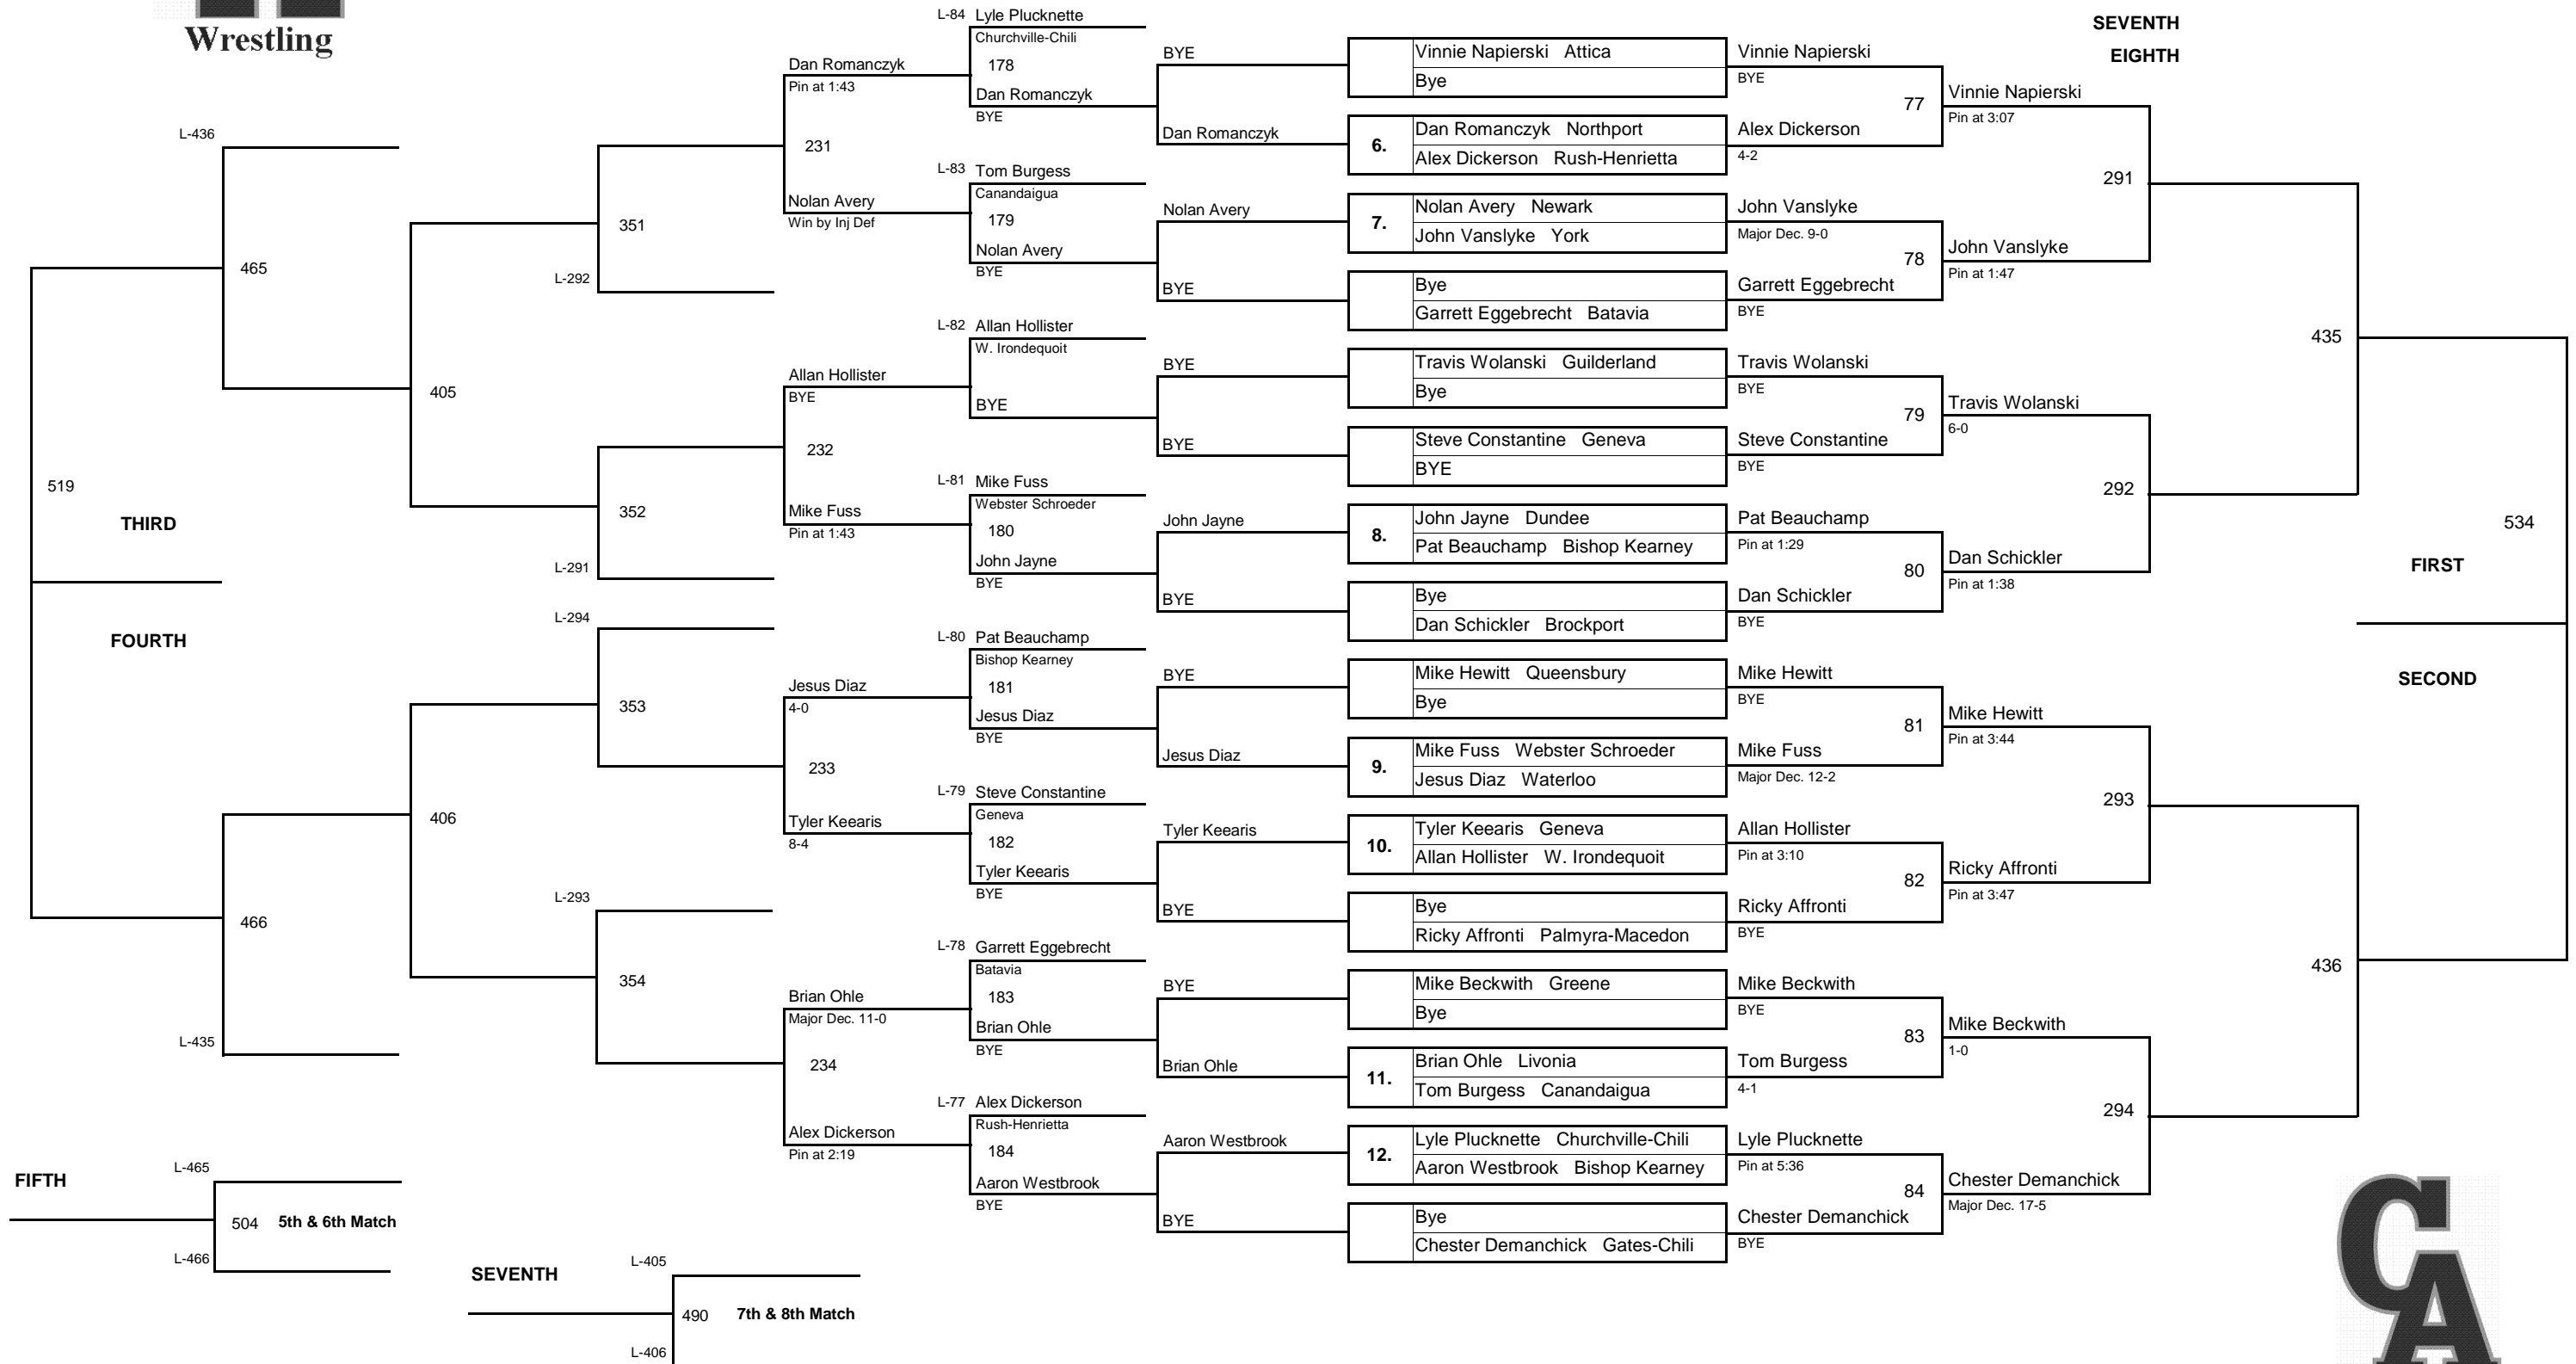 Wrestling
SEVENTH
EIGHTH
THIRD
FOURTH
519
L-436
465
466
L-435
405
406
351
L-292
352
L-291
L-294
353
L-293
354
Dan Romanczyk
Pin at 1:43
231
Nolan Avery
Win by Inj Def
Allan Hollister
BYE
232
Mike Fuss
Pin at 1:43
Jesus Diaz
4-0
233
Tyler Keearis
8-4
Brian Ohle
Major Dec. 11-0
234
Alex Dickerson
Pin at 2:19
L-84 Lyle Plucknette
Churchville-Chili
178
Dan Romanczyk
BYE
L-83 Tom Burgess
Canandaigua
179
Nolan Avery
BYE
L-82 Allan Hollister
W. Irondequoit
BYE
L-81 Mike Fuss
Webster Schroeder
180
John Jayne
BYE
L-80 Pat Beauchamp
Bishop Kearney
181
Jesus Diaz
BYE
L-79 Steve Constantine
Geneva
182
Tyler Keearis
BYE
L-78 Garrett Eggebrecht
Batavia
183
Brian Ohle
BYE
L-77 Alex Dickerson
Rush-Henrietta
184
Aaron Westbrook
BYE
BYE
Dan Romanczyk
Nolan Avery
BYE
BYE
BYE
John Jayne
BYE
BYE
Jesus Diaz
Tyler Keearis
BYE
BYE
Brian Ohle
Aaron Westbrook
BYE
Vinnie Napierski Attica
Bye
6. Dan Romanczyk Northport
Alex Dickerson Rush-Henrietta
7. Nolan Avery Newark
John Vanslyke York
Bye
Garrett Eggebrecht Batavia
Travis Wolanski Guilderland
Bye
Steve Constantine Geneva
BYE
8. John Jayne Dundee
Pat Beauchamp Bishop Kearney
Bye
Dan Schickler Brockport
Mike Hewitt Queensbury
Bye
9. Mike Fuss Webster Schroeder
Jesus Diaz Waterloo
10. Tyler Keearis Geneva
Allan Hollister W. Irondequoit
Bye
Ricky Affronti Palmyra-Macedon
Mike Beckwith Greene
Bye
11. Brian Ohle Livonia
Tom Burgess Canandaigua
12. Lyle Plucknette Churchville-Chili
Aaron Westbrook Bishop Kearney
Bye
Chester Demanchick Gates-Chili
Vinnie Napierski
BYE
77
Alex Dickerson
4-2
John Vanslyke
Major Dec. 9-0
78
Garrett Eggebrecht
BYE
Travis Wolanski
BYE
79
Steve Constantine
BYE
Pat Beauchamp
Pin at 1:29
80
Dan Schickler
BYE
Mike Hewitt
BYE
81
Mike Fuss
Major Dec. 12-2
Allan Hollister
Pin at 3:10
82
Ricky Affronti
BYE
Mike Beckwith
BYE
83
Tom Burgess
4-1
Lyle Plucknette
Pin at 5:36
84
Chester Demanchick
BYE
Vinnie Napierski
Pin at 3:07
291
John Vanslyke
Pin at 1:47
Travis Wolanski
6-0
292
Dan Schickler
Pin at 1:38
Mike Hewitt
Pin at 3:44
293
Ricky Affronti
Pin at 3:47
Mike Beckwith
1-0
294
Chester Demanchick
Major Dec. 17-5
435
436
534
FIRST
SECOND
FIFTH
L-465
504 5th & 6th Match
L-466
SEVENTH
L-405
490 7th & 8th Match
L-406
CA